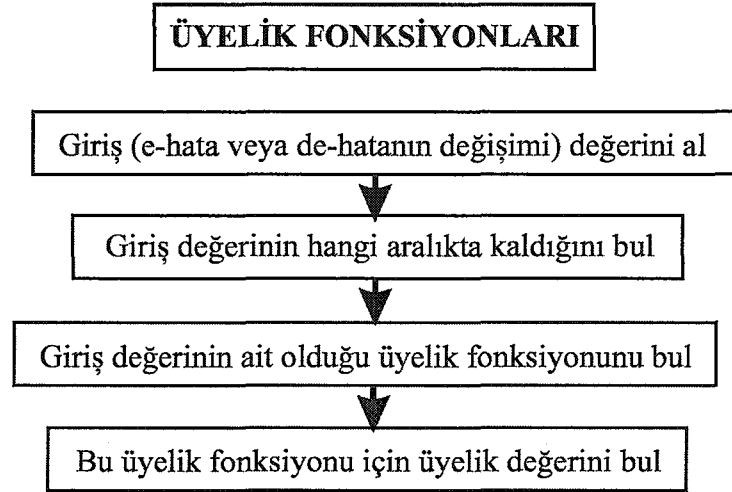 ÜYELİK FONKSİYONLARI
Giriş (e-hata veya de-hatanın değişimi) değerini al
Giriş değerinin hangi aralıkta kaldığını bul
Giriş değerinin ait olduğu üyelik fonksiyonunu bul
Bu üyelik fonksiyonu için üyelik değerini bul